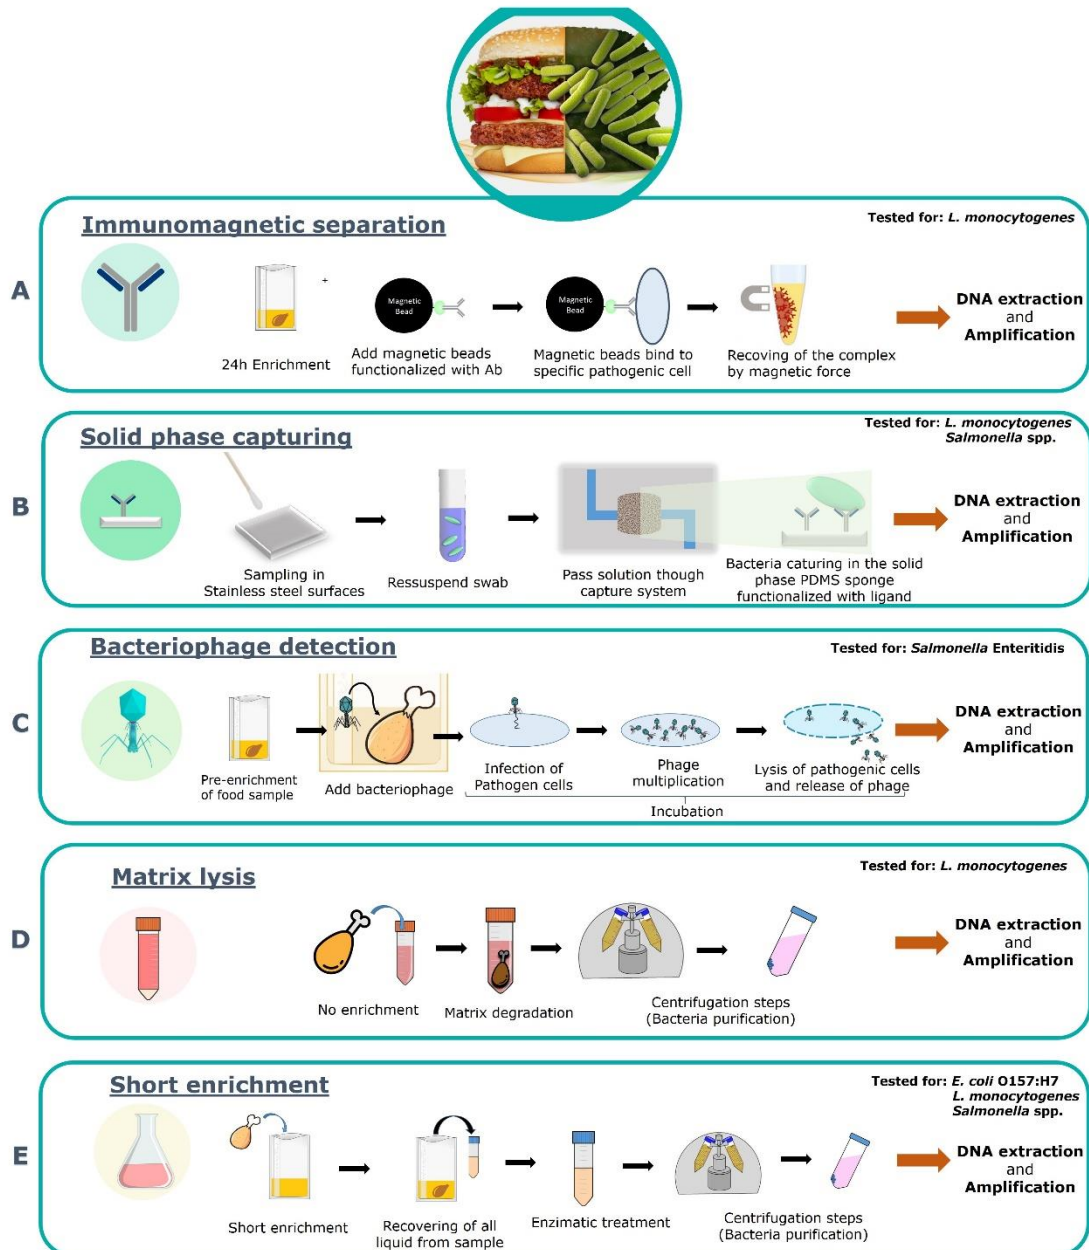 Immunomagnetic separation
Tested for: L. monocytogenes
A
+
Magnetic
Bead
Magnetic
Bead
24h Enrichment
Add magnetic beads
functionalized with Ab
Magnetic beads bind to
specific pathogenic cell
Recoving of the complex
by magnetic force
DNA extraction
and
Amplification
Solid phase capturing
Tested for: L. monocytogenes
Salmonella spp.
B
Sampling in
Stainless steel surfaces
Ressuspend swab
Pass solution though
capture system
Bacteria caturing in the solid
phase PDMS sponge
functionalized with ligand
DNA extraction
and
Amplification
Bacteriophage detection
Tested for: Salmonella Enteritidis
C
Pre-enrichment
of food sample
Add bacteriophage
Infection of
Pathogen cells
Phage
multiplication
Lysis of pathogenic cells
and release of phage
Incubation
DNA extraction
and
Amplification
Matrix lysis
Tested for: L. monocytogenes
D
No enrichment
Matrix degradation
Centrifugation steps
(Bacteria purification)
DNA extraction
and
Amplification
Short enrichment
Tested for: E. coli O157:H7
L. monocytogenes
Salmonella spp.
E
Short enrichment
Recovering of all
liquid from sample
Enzimatic treatment
Centrifugation steps
(Bacteria purification)
DNA extraction
and
Amplification